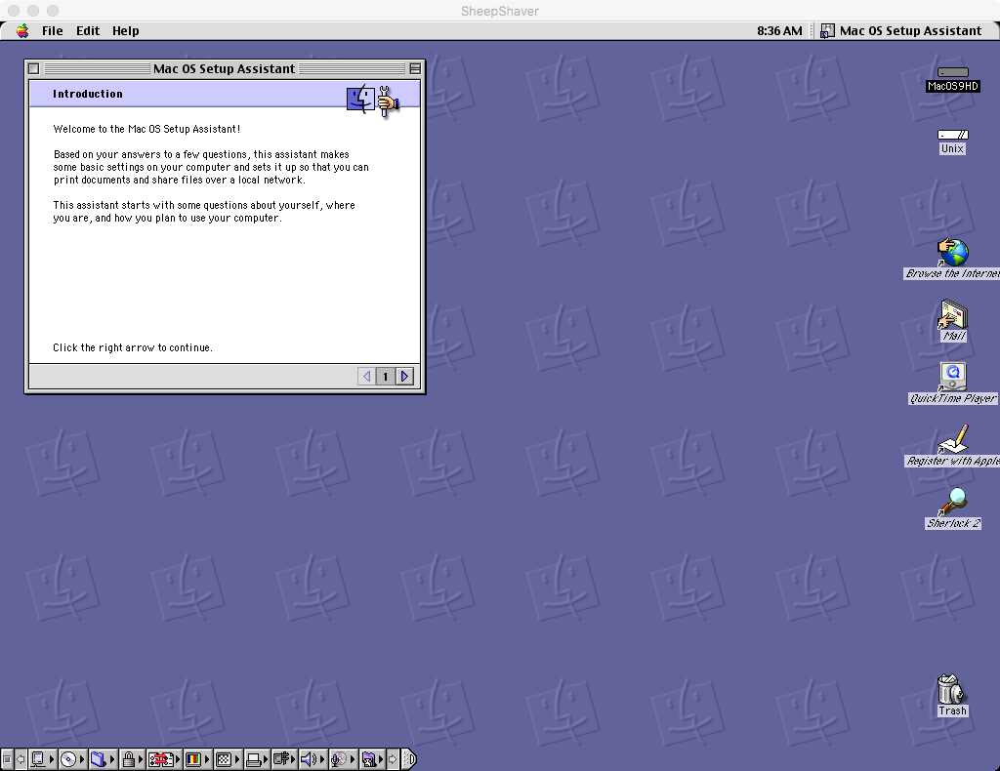 SheepShaver
File Edit Help
8:36 AM Mac OS Setup Assistant
Mac OS Setup Assistant
Introduction
Welcome to the Mac OS Setup Assistant!
Based on your answers to a few questions, this assistant makes
some basic settings on your computer and sets it up so that you can
print documents and share files over a local network.
This assistant starts with some questions about yourself, where
you are, and how you plan to use your computer.
Click the right arrow to continue.
1
MacOS9HD
Unix
Browse the Internet
Mail
QuickTime Player
Register with Apple
Sherlock 2
Trash